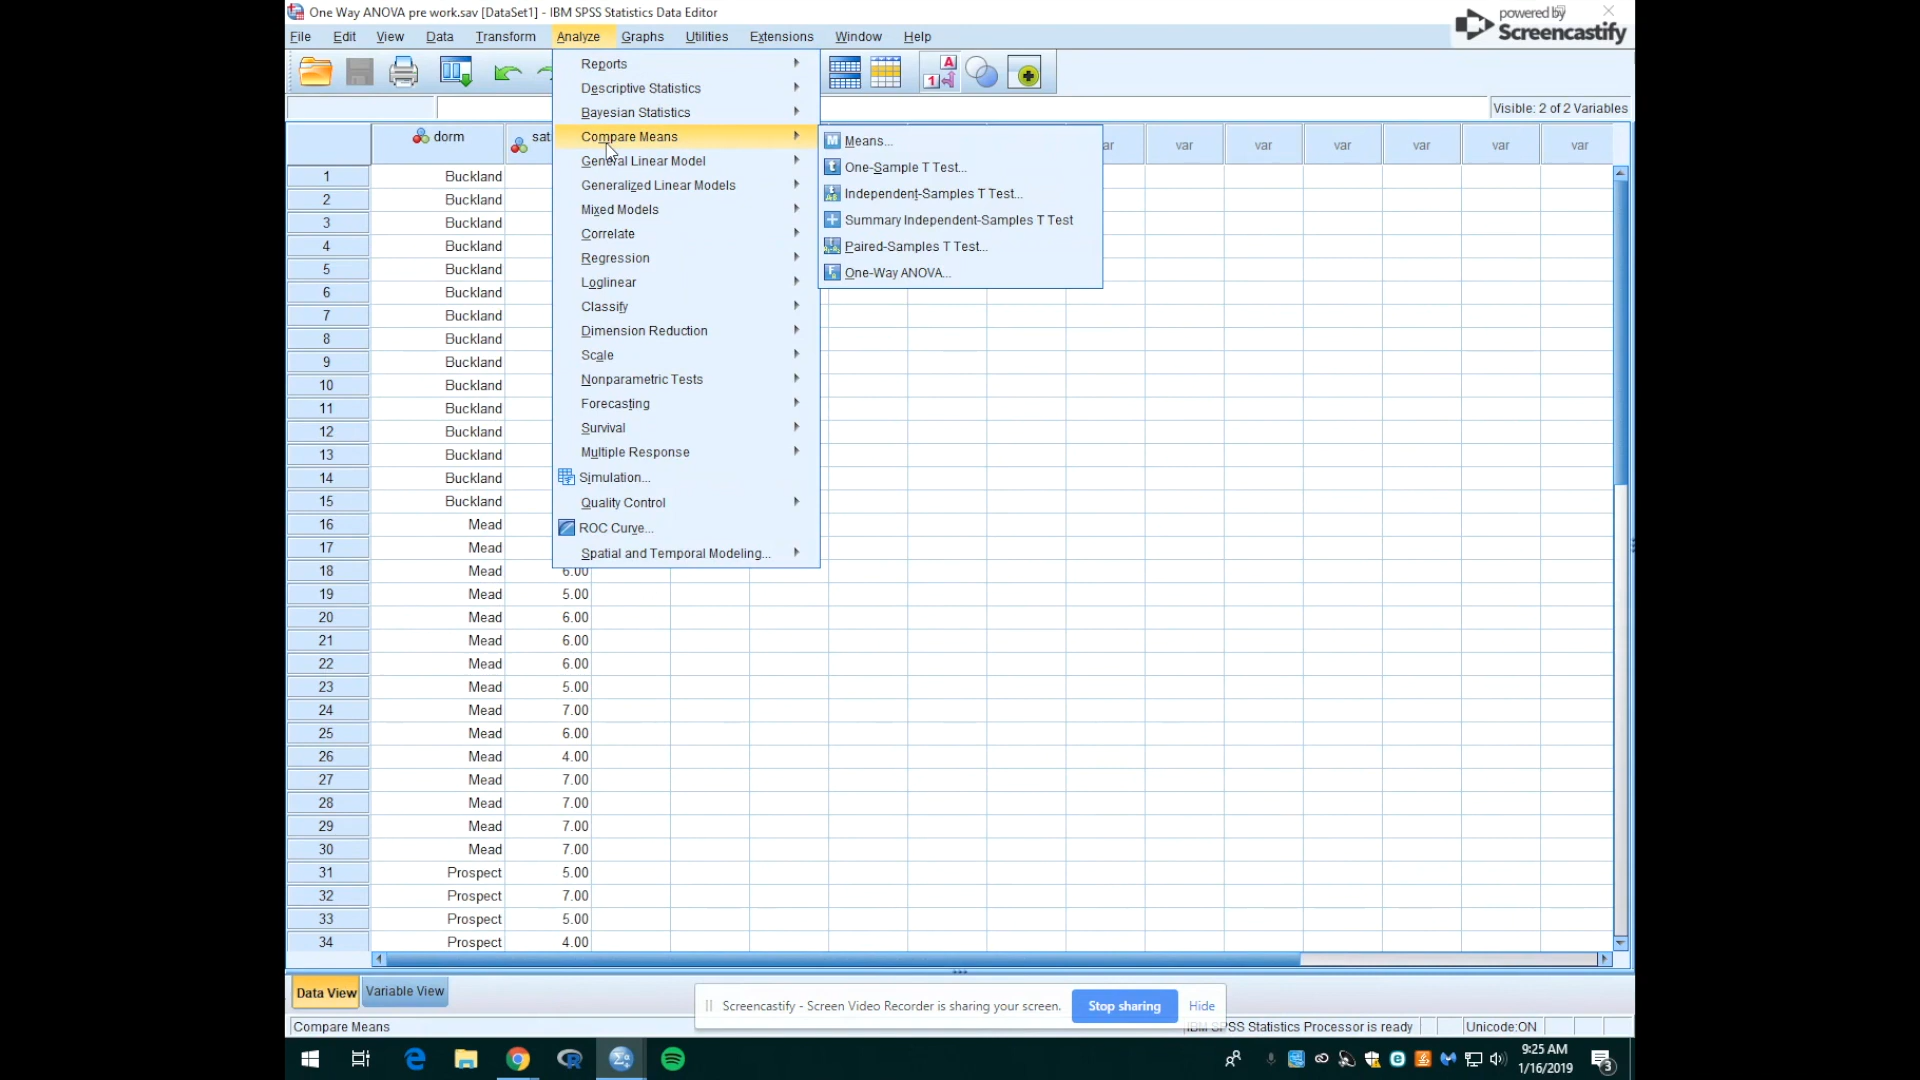 One Way ANOVA pre work.sav [DataSet1] - IBM SPSS Statistics Data Editor
powered by
Screencastify
File Edit View Data Transform Analyze Graphs Utilities Extensions Window Help
Visible: 2 of 2 Variables
Reports
Descriptive Statistics
Bayesian Statistics
Compare Means
General Linear Model
Generalized Linear Models
Mixed Models
Correlate
Regression
Loglinear
Classify
Dimension Reduction
Scale
Nonparametric Tests
Forecasting
Survival
Multiple Response
Simulation...
Quality Control
ROC Curve...
Spatial and Temporal Modeling...
Means...
One-Sample T Test...
Independent-Samples T Test...
Summary Independent-Samples T Test
Paired-Samples T Test...
One-Way ANOVA...
dorm sat ar var var var var var var
1 Buckland
2 Buckland
3 Buckland
4 Buckland
5 Buckland
6 Buckland
7 Buckland
8 Buckland
9 Buckland
10 Buckland
11 Buckland
12 Buckland
13 Buckland
14 Buckland
15 Buckland
16 Mead
17 Mead
18 Mead 6.00
19 Mead 5.00
20 Mead 6.00
21 Mead 6.00
22 Mead 6.00
23 Mead 5.00
24 Mead 7.00
25 Mead 6.00
26 Mead 4.00
27 Mead 7.00
28 Mead 7.00
29 Mead 7.00
30 Mead 7.00
31 Prospect 5.00
32 Prospect 7.00
33 Prospect 5.00
34 Prospect 4.00
Data View Variable View
Screencastify - Screen Video Recorder is sharing your screen. Stop sharing Hide
Compare Means IBM SPSS Statistics Processor is ready Unicode:ON
9:25 AM
1/16/2019
3